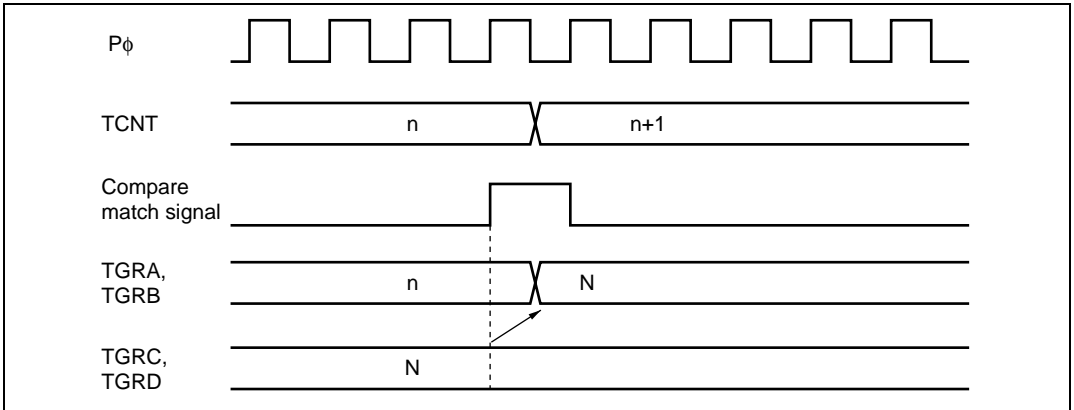 Pϕ
TCNT n n+1
Compare
match signal
TGRA,
TGRB n N
TGRC,
TGRD N